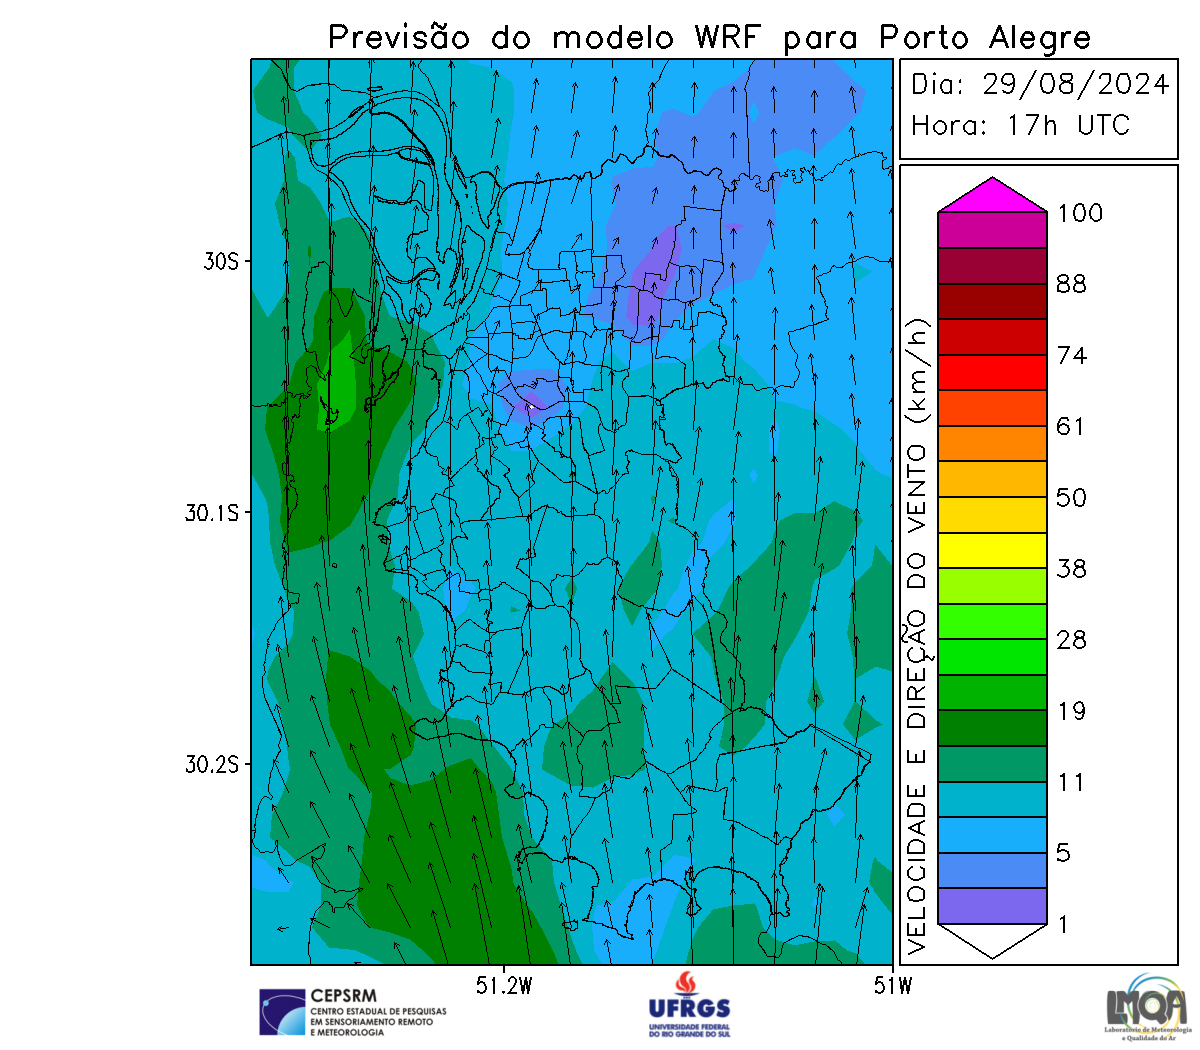 Previsão do modelo WRF para Porto Alegre
Dia: 29/08/2024
Hora: 17h UTC
30S
30.1S
30.2S
51.2W
51W
VELOCIDADE E DIREÇÃO DO VENTO (km/h)
100
88
74
61
50
38
28
19
11
5
1
CEPSRM
CENTRO ESTADUAL DE PESQUISAS
EM SENSORIAMENTO REMOTO
E METEOROLOGIA
UFRGS
UNIVERSIDADE FEDERAL
DO RIO GRANDE DO SUL
LMQA
Laboratório de Meteorologia
e Qualidade do Ar